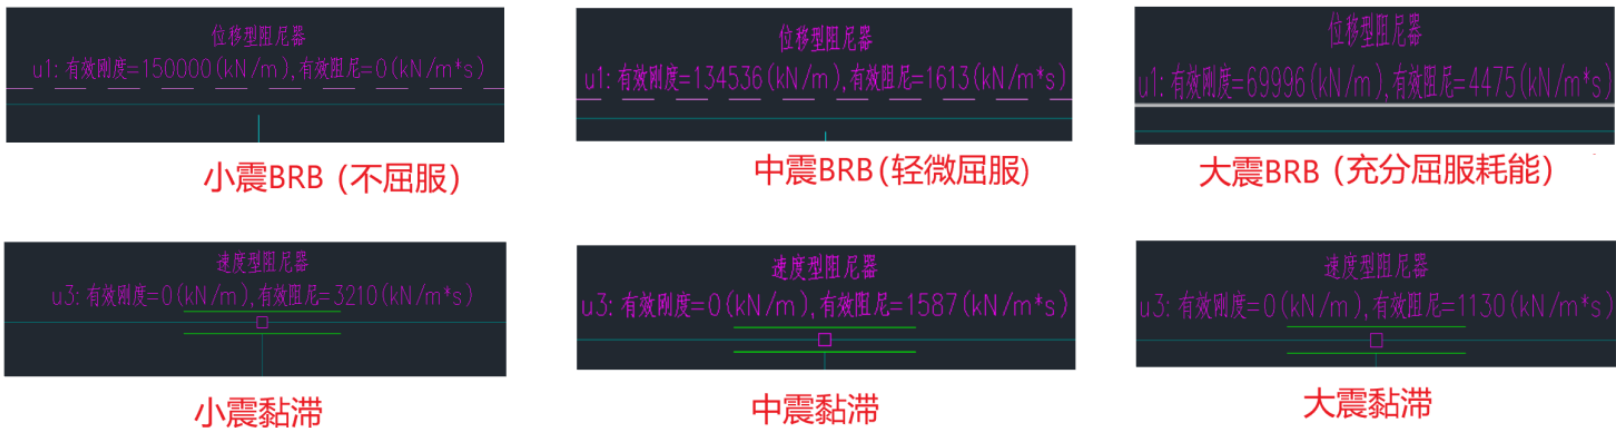 位移型阻尼器
u1: 有效刚度=150000(kN/m),有效阻尼=0(kN/m*s)
小震BRB（不屈服）
位移型阻尼器
u1: 有效刚度=134536(kN/m),有效阻尼=1613(kN/m*s)
中震BRB（轻微屈服）
位移型阻尼器
u1: 有效刚度=69996(kN/m),有效阻尼=4475(kN/m*s)
大震BRB（充分屈服耗能）
速度型阻尼器
u3: 有效刚度=0(kN/m),有效阻尼=3210(kN/m*s)
小震黏滞
速度型阻尼器
u3: 有效刚度=0(kN/m),有效阻尼=1587(kN/m*s)
中震黏滞
速度型阻尼器
u3: 有效刚度=0(kN/m),有效阻尼=1130(kN/m*s)
大震黏滞